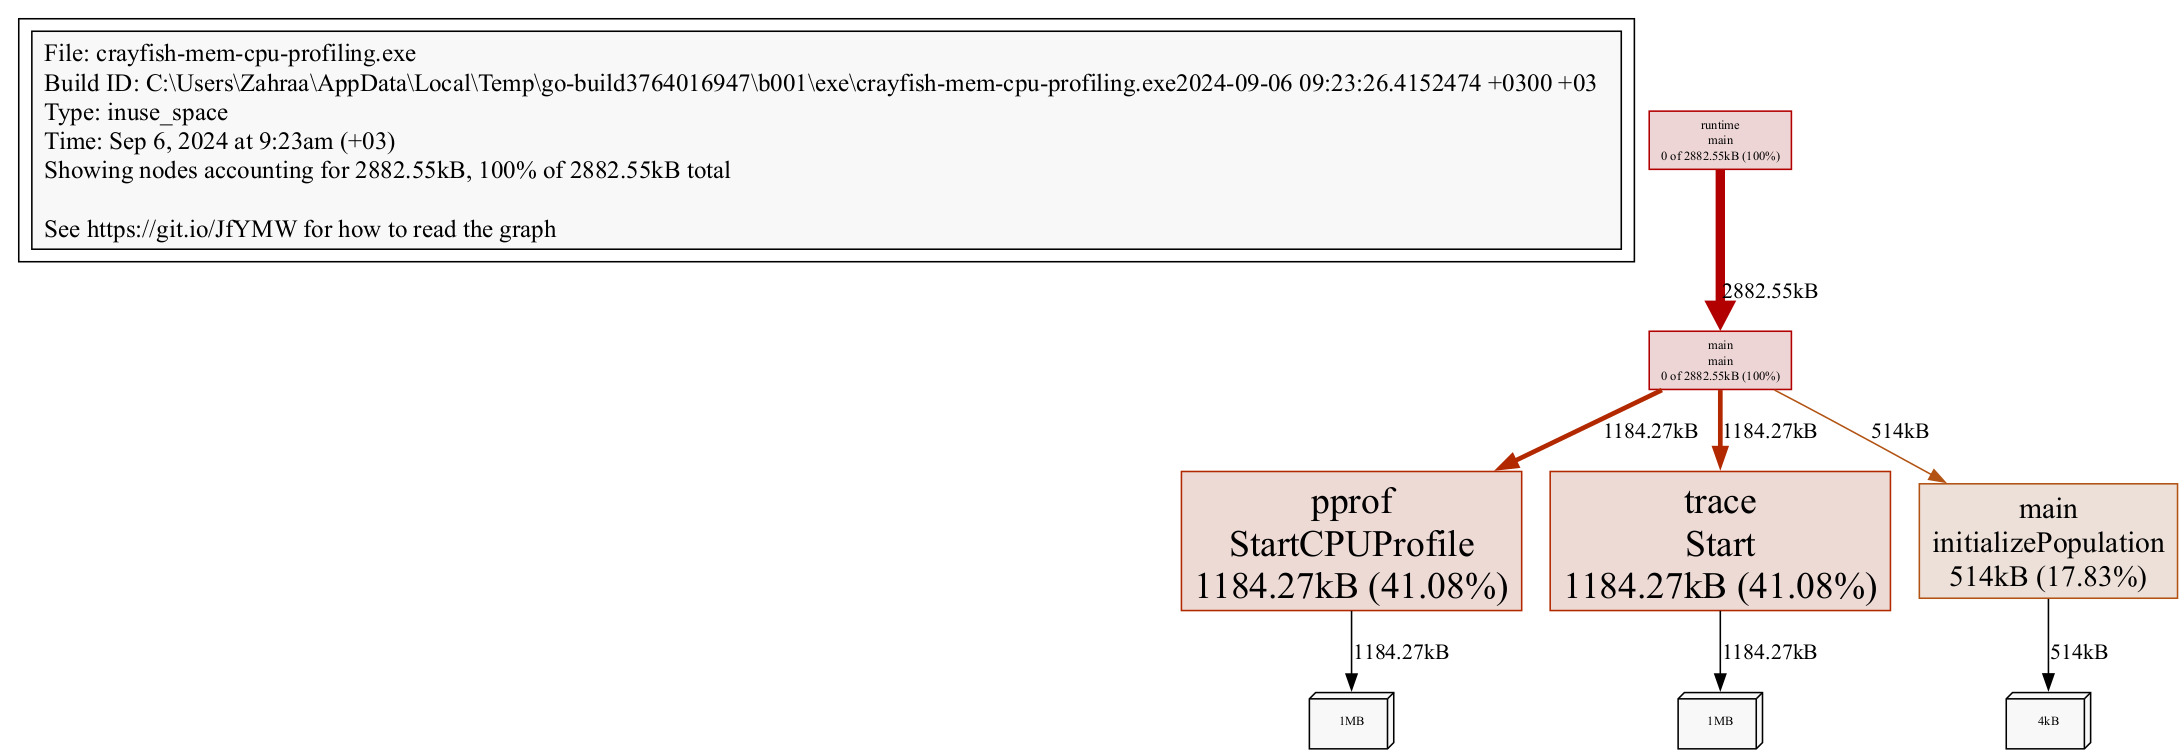 File: crayfish-mem-cpu-profiling.exe
Build ID: C:\Users\Zahraa\AppData\Local\Temp\go-build3764016947\b001\exe\crayfish-mem-cpu-profiling.exe2024-09-06 09:23:26.4152474 +0300 +03
Type: inuse_space
Time: Sep 6, 2024 at 9:23am (+03)
Showing nodes accounting for 2882.55kB, 100% of 2882.55kB total
See https://git.io/JfYMW for how to read the graph
runtime
main
0 of 2882.55kB (100%)
2882.55kB
main
main
0 of 2882.55kB (100%)
1184.27kB
1184.27kB
514kB
pprof
StartCPUProfile
1184.27kB (41.08%)
trace
Start
1184.27kB (41.08%)
main
initializePopulation
514kB (17.83%)
1184.27kB
1184.27kB
514kB
1MB
1MB
4kB